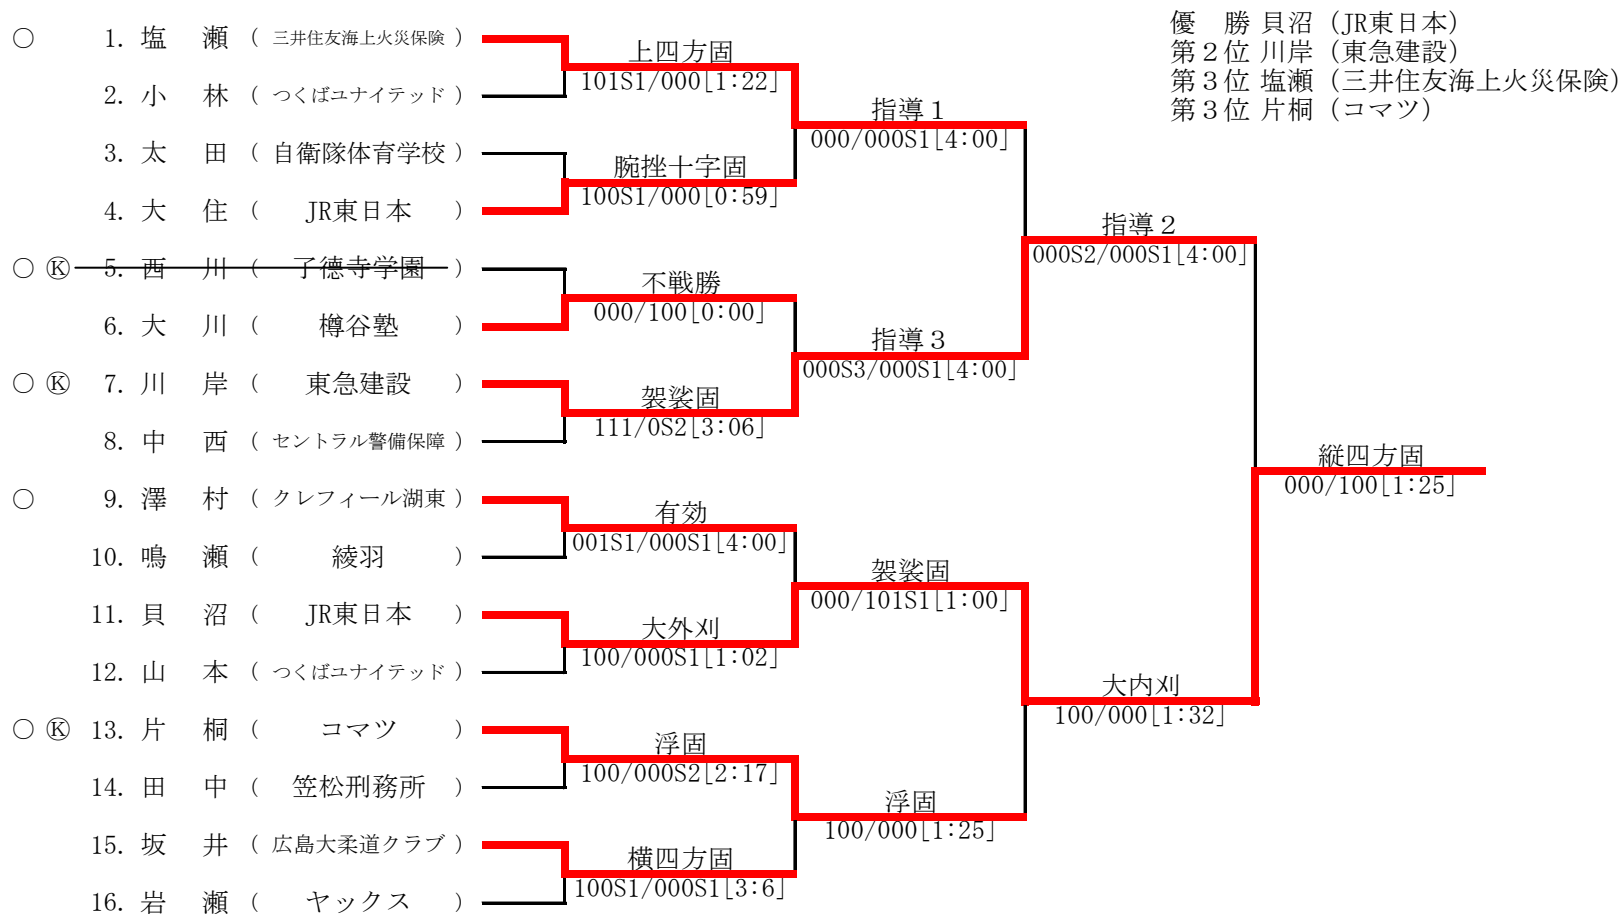 優　勝 貝沼（JR東日本）
第２位 川岸（東急建設）
第３位 塩瀬（三井住友海上火災保険）
第３位 片桐（コマツ）
○ 1. 塩　瀬（ 三井住友海上火災保険 ）
2. 小　林（ つくばユナイテッド ）
3. 太　田（ 自衛隊体育学校 ）
4. 大　住（ JR東日本 ）
○ Ⓚ 5. 西　川（ 了德寺学園 ）
6. 大　川（ 樽谷塾 ）
○ Ⓚ 7. 川　岸（ 東急建設 ）
8. 中　西（ セントラル警備保障 ）
○ 9. 澤　村（ クレフィール湖東 ）
10. 鳴　瀬（ 綾羽 ）
11. 貝　沼（ JR東日本 ）
12. 山　本（ つくばユナイテッド ）
○ Ⓚ 13. 片　桐（ コマツ ）
14. 田　中（ 笠松刑務所 ）
15. 坂　井（ 広島大柔道クラブ ）
16. 岩　瀬（ ヤックス ）
上四方固
101S1/000[1:22]
腕挫十字固
100S1/000[0:59]
不戦勝
000/100[0:00]
袈裟固
111/0S2[3:06]
有効
001S1/000S1[4:00]
大外刈
100/000S1[1:02]
浮固
100/000S2[2:17]
横四方固
100S1/000S1[3:6]
指導１
000/000S1[4:00]
指導３
000S3/000S1[4:00]
袈裟固
000/101S1[1:00]
浮固
100/000[1:25]
指導２
000S2/000S1[4:00]
大内刈
100/000[1:32]
縦四方固
000/100[1:25]